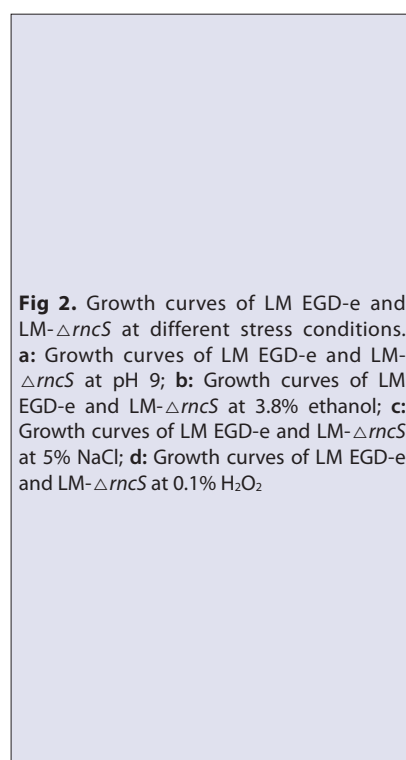 Fig 2. Growth curves of LM EGD-e and
LM-△rncS at different stress conditions.
a: Growth curves of LM EGD-e and LM-
△rncS at pH 9; b: Growth curves of LM
EGD-e and LM-△rncS at 3.8% ethanol; c:
Growth curves of LM EGD-e and LM-△rncS
at 5% NaCl; d: Growth curves of LM EGD-e
and LM-△rncS at 0.1% H₂O₂